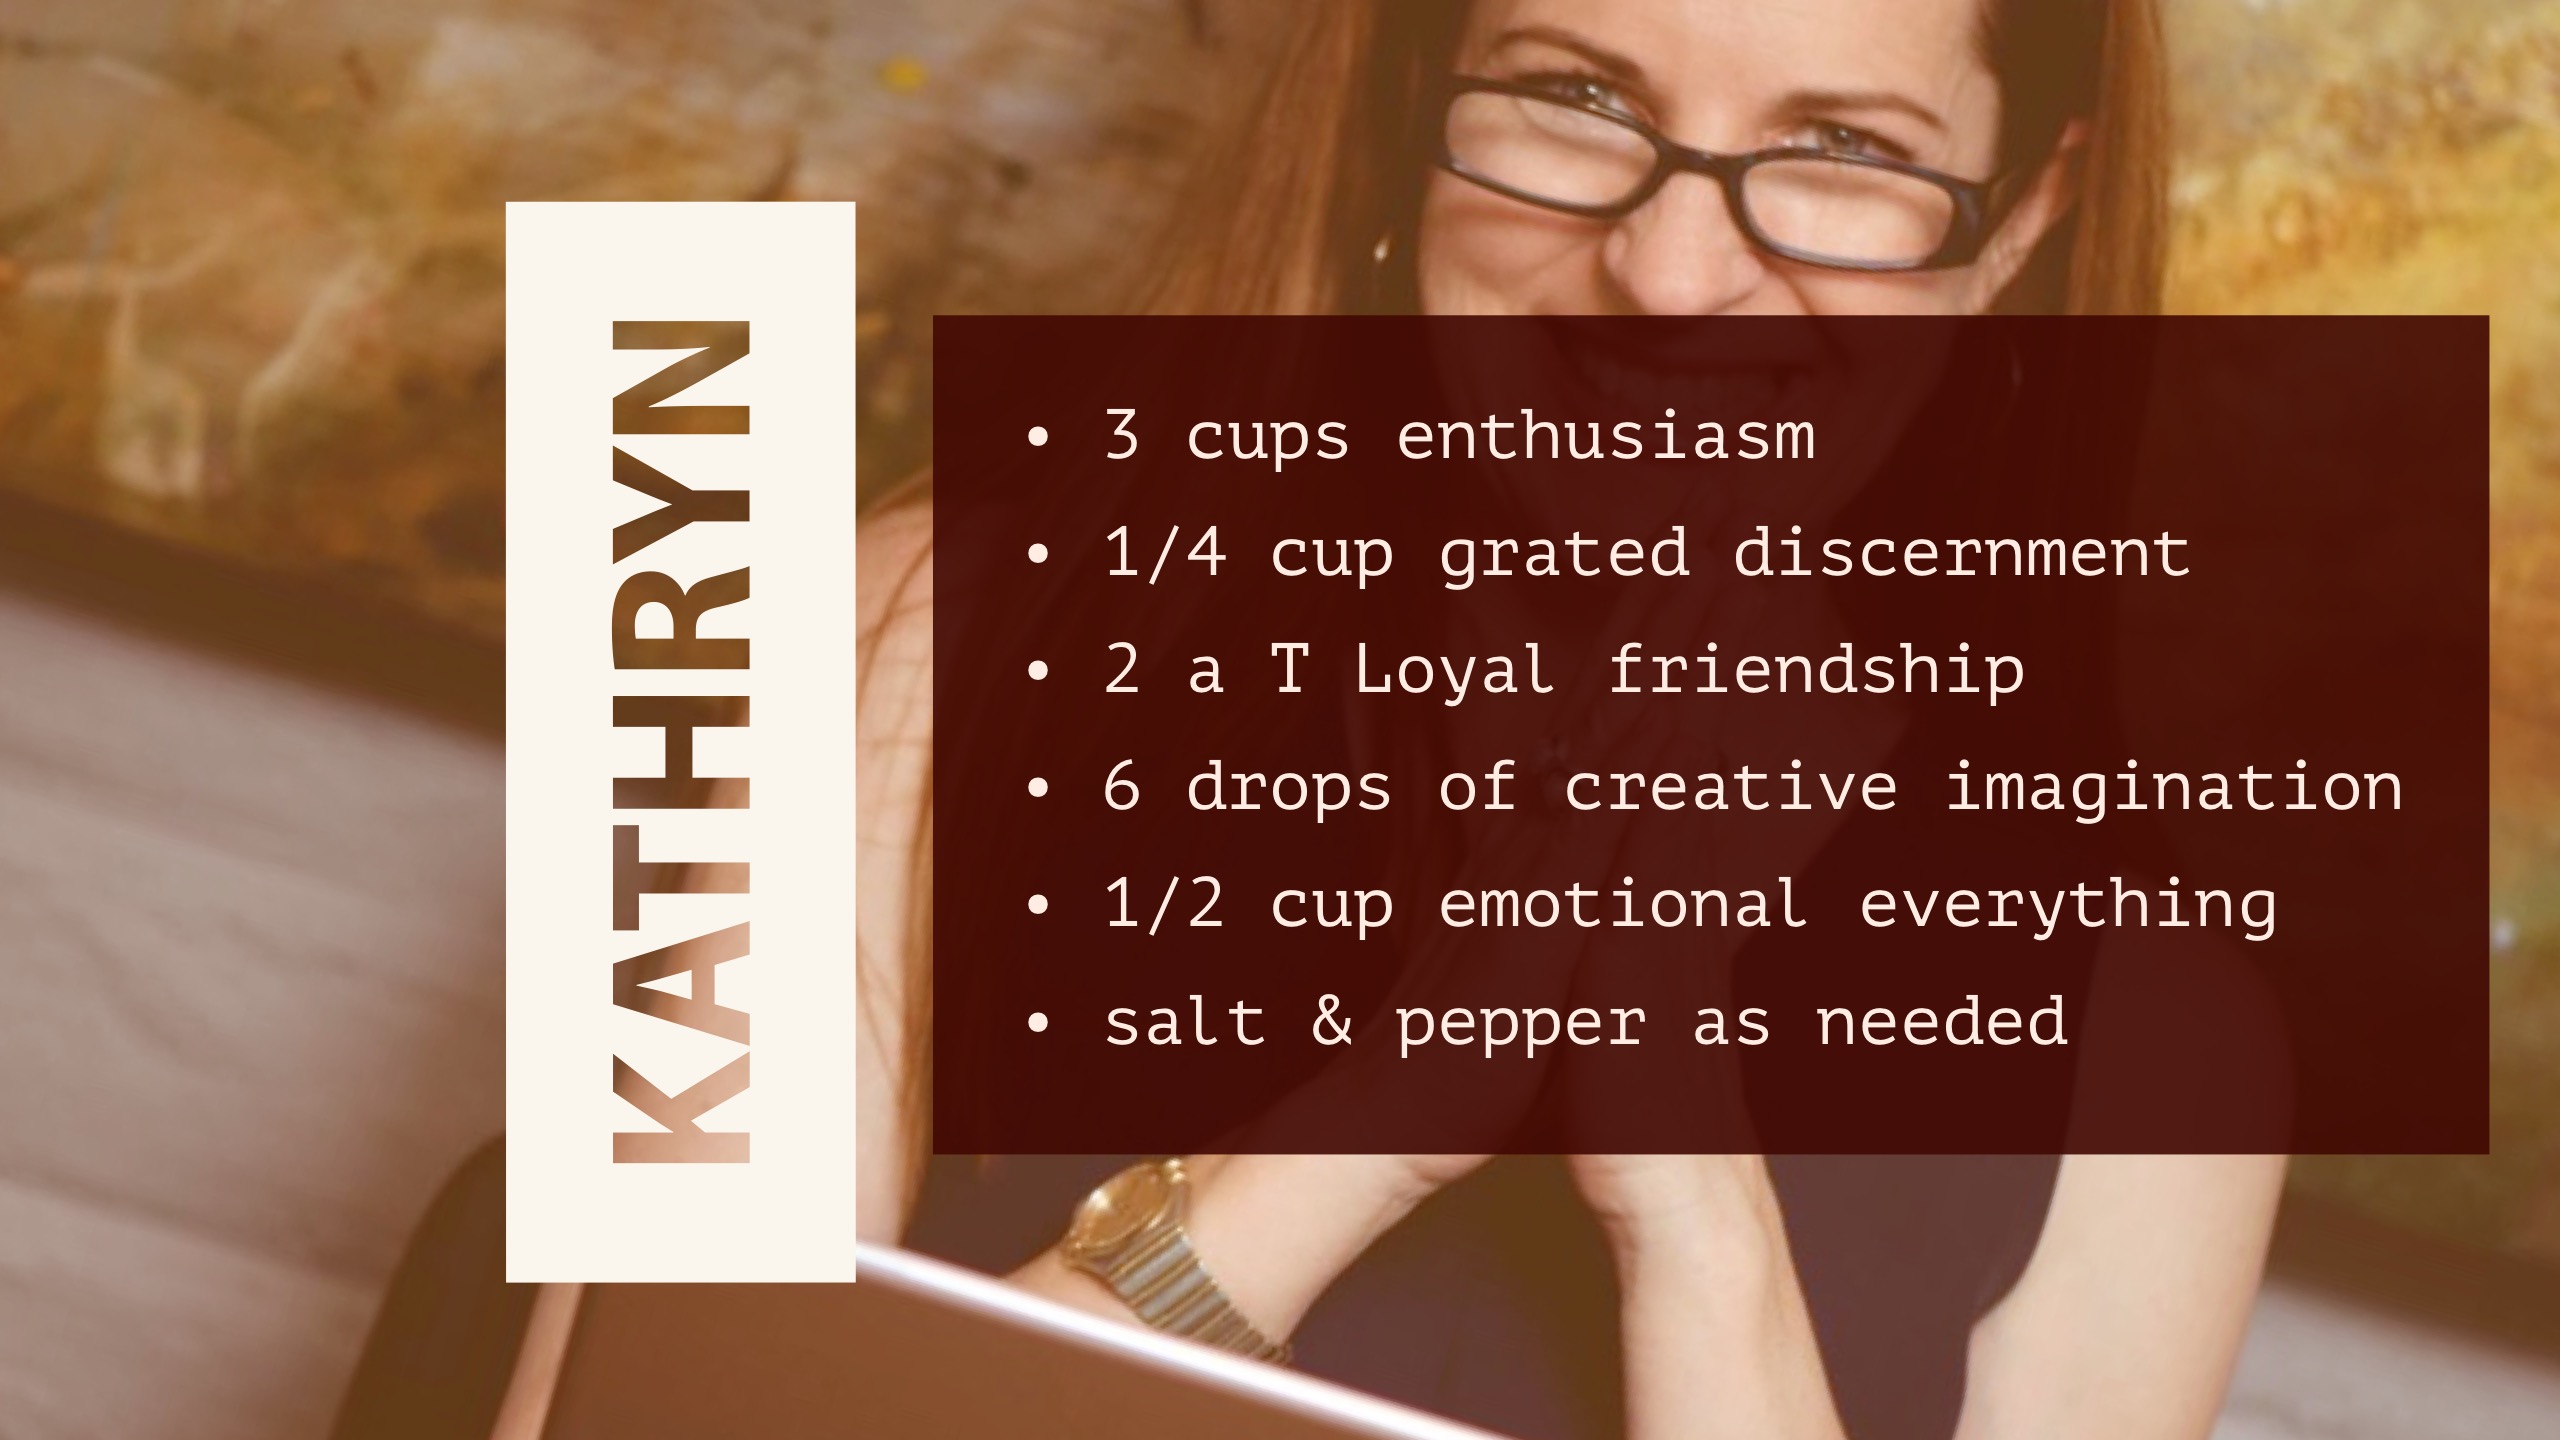 KATHRYN
• 3 cups enthusiasm
• 1/4 cup grated discernment
• 2 a T Loyal friendship
• 6 drops of creative imagination
• 1/2 cup emotional everything
• salt & pepper as needed